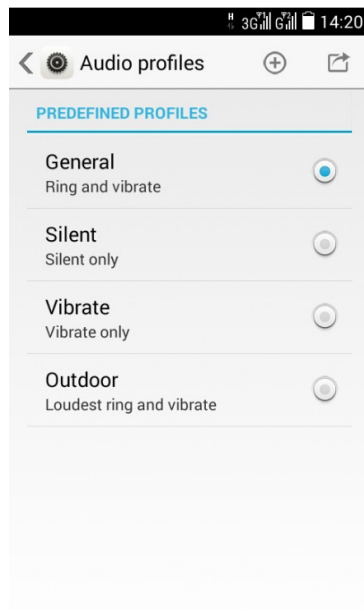 H 3G G 14:20
Audio profiles
PREDEFINED PROFILES
General
Ring and vibrate
Silent
Silent only
Vibrate
Vibrate only
Outdoor
Loudest ring and vibrate